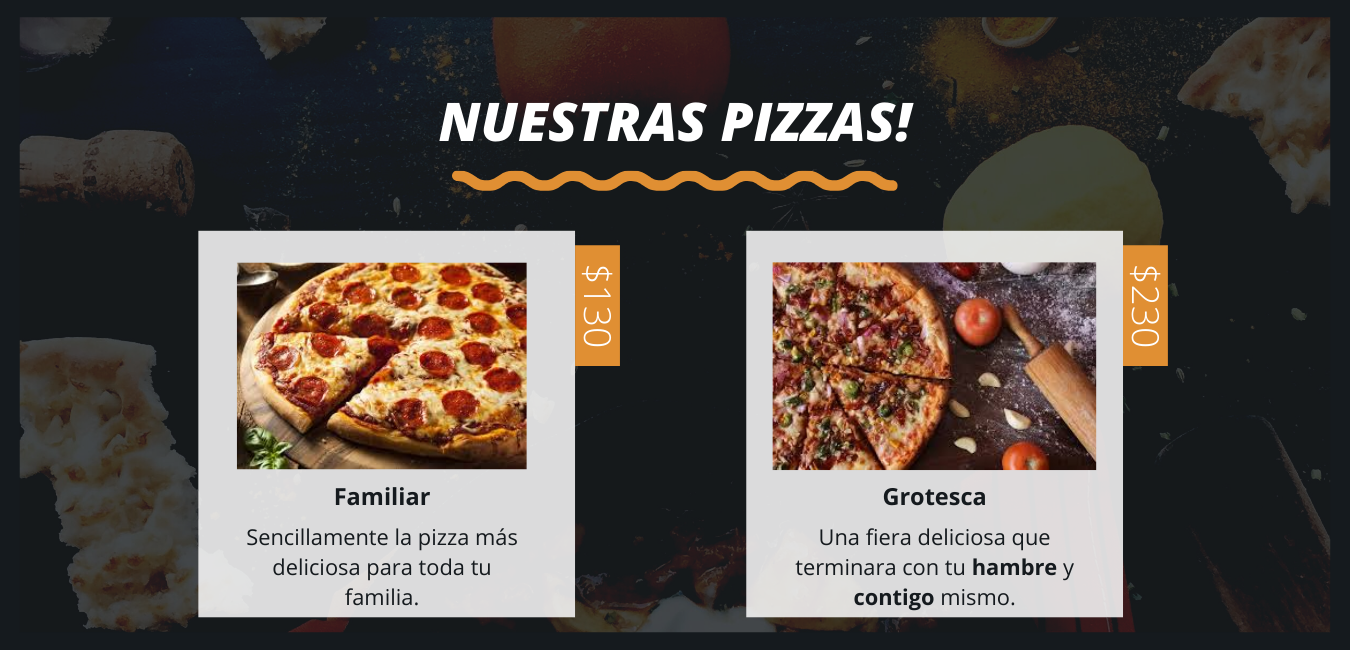 NUESTRAS PIZZAS!
$130
Familiar
Sencillamente la pizza más
deliciosa para toda tu
familia.
$230
Grotesca
Una fiera deliciosa que
terminara con tu hambre y
contigo mismo.